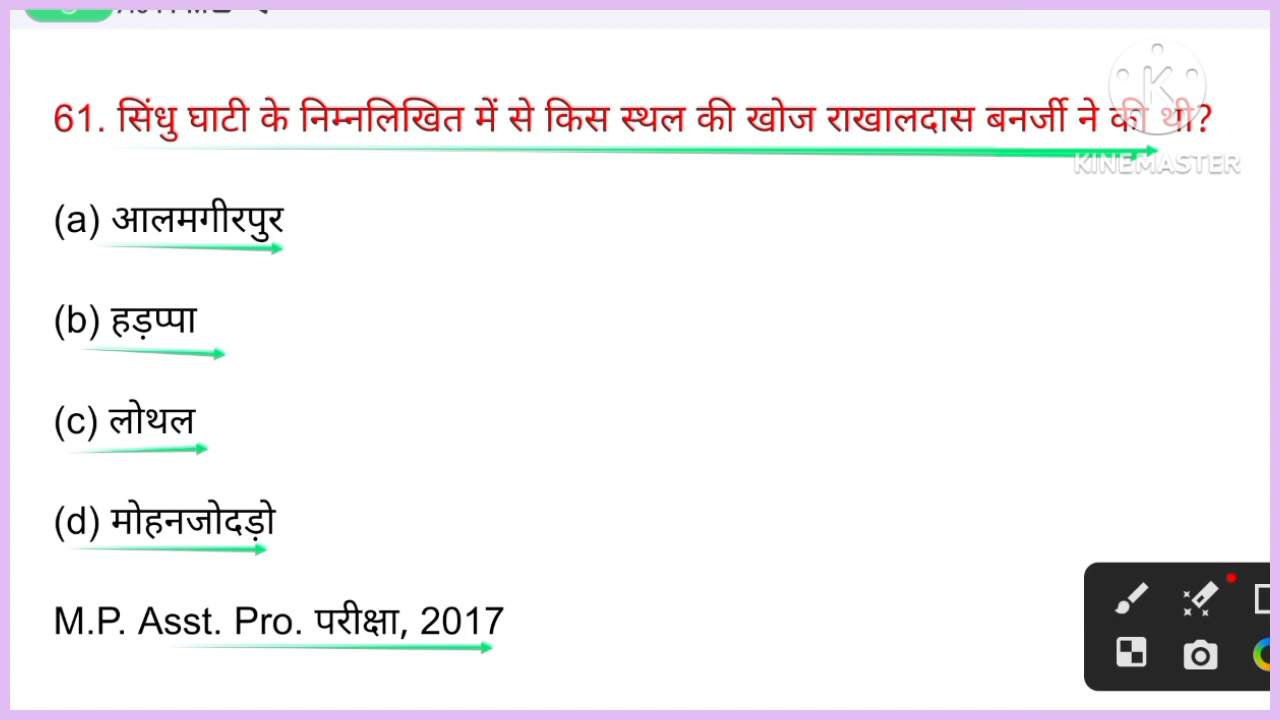 61. सिंधु घाटी के निम्नलिखित में से किस स्थल की खोज राखालदास बनर्जी ने की थी?
KINEMASTER
(a) आलमगीरपुर
(b) हड़प्पा
(c) लोथल
(d) मोहनजोदड़ो
M.P. Asst. Pro. परीक्षा, 2017